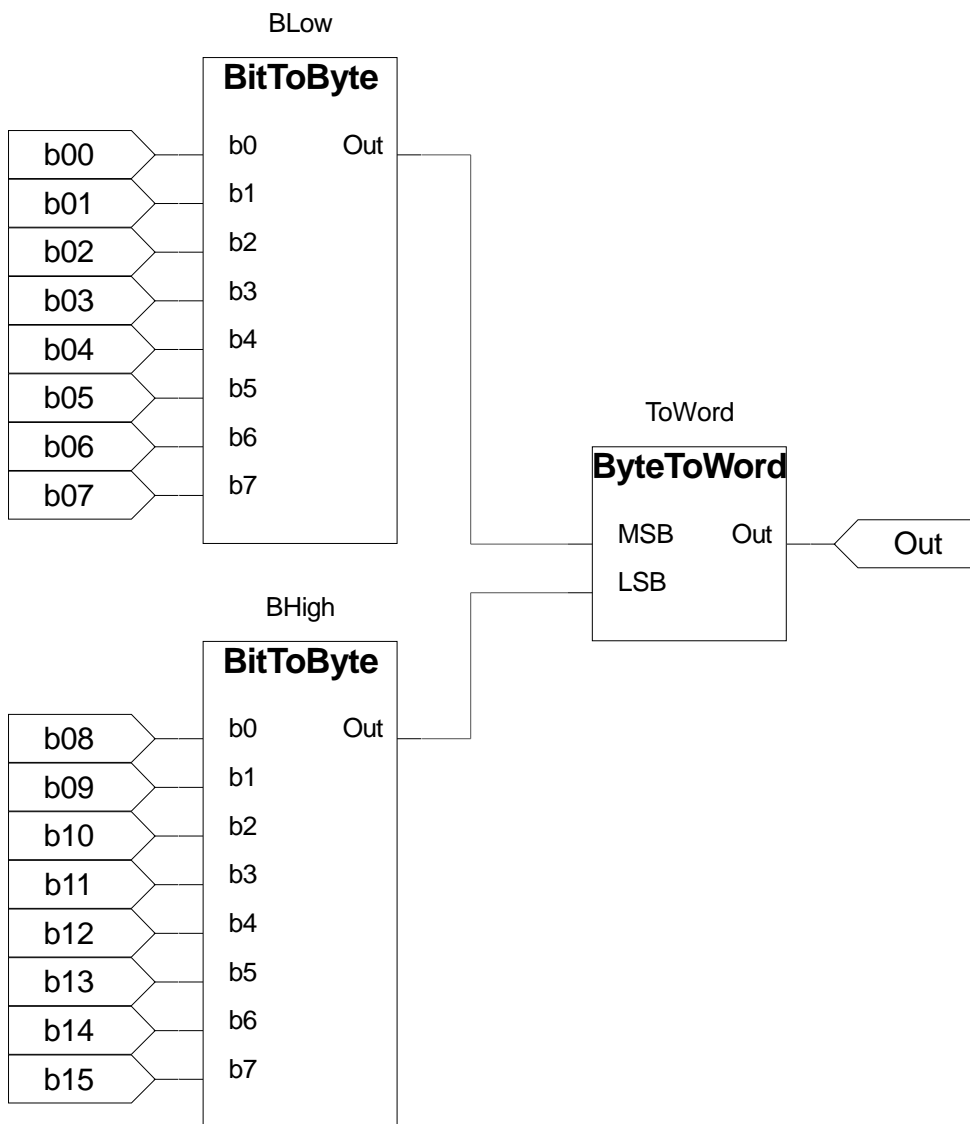 BLow
BitToByte
b00 b0 Out
b01 b1
b02 b2
b03 b3
b04 b4
b05 b5
b06 b6
b07 b7
ToWord
ByteToWord
MSB Out Out
LSB
BHigh
BitToByte
b08 b0 Out
b09 b1
b10 b2
b11 b3
b12 b4
b13 b5
b14 b6
b15 b7